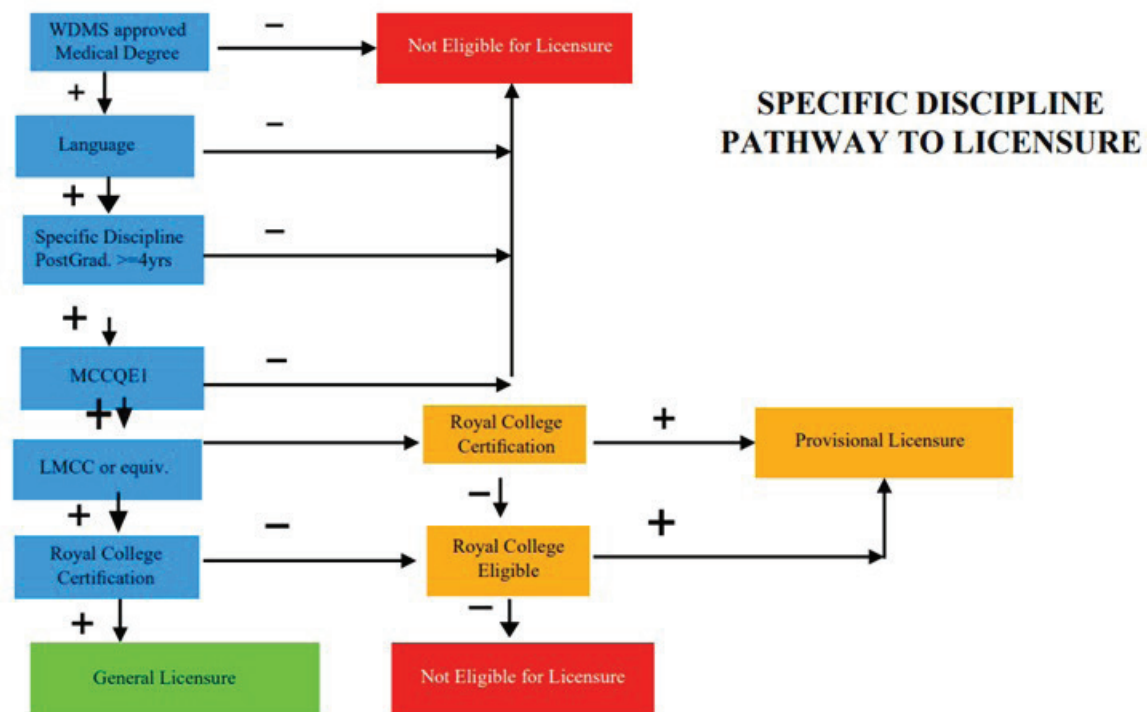 WDMS approved
Medical Degree
−
Not Eligible for Licensure
SPECIFIC DISCIPLINE
PATHWAY TO LICENSURE
+
Language
−
+
Specific Discipline
PostGrad. >=4yrs
−
+
MCCQE1
−
+
LMCC or equiv.
Royal College
Certification
+
Provisional Licensure
+
−
Royal College
Certification
−
Royal College
Eligible
+
+
−
General Licensure
Not Eligible for Licensure